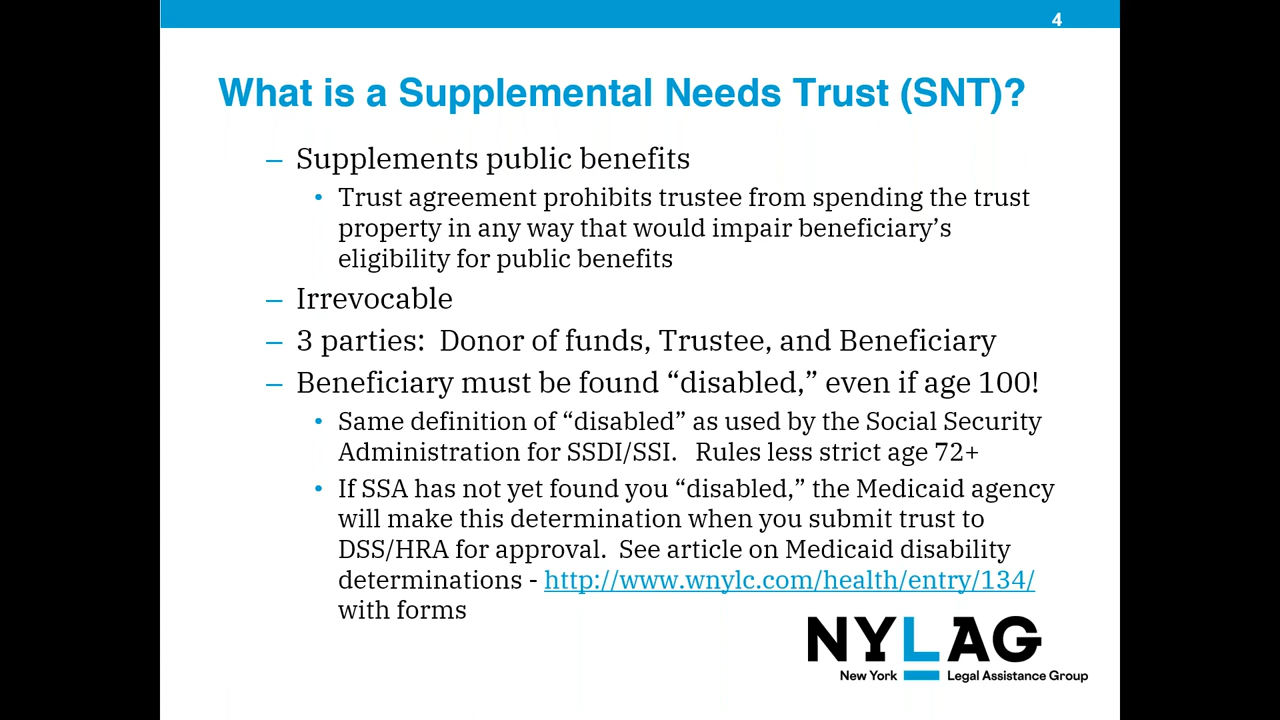 4
What is a Supplemental Needs Trust (SNT)?
– Supplements public benefits
• Trust agreement prohibits trustee from spending the trust
property in any way that would impair beneficiary’s
eligibility for public benefits
– Irrevocable
– 3 parties:  Donor of funds, Trustee, and Beneficiary
– Beneficiary must be found “disabled,” even if age 100!
• Same definition of “disabled” as used by the Social Security
Administration for SSDI/SSI.   Rules less strict age 72+
• If SSA has not yet found you “disabled,” the Medicaid agency
will make this determination when you submit trust to
DSS/HRA for approval.  See article on Medicaid disability
determinations - http://www.wnylc.com/health/entry/134/
with forms
NYLAG
New York Legal Assistance Group